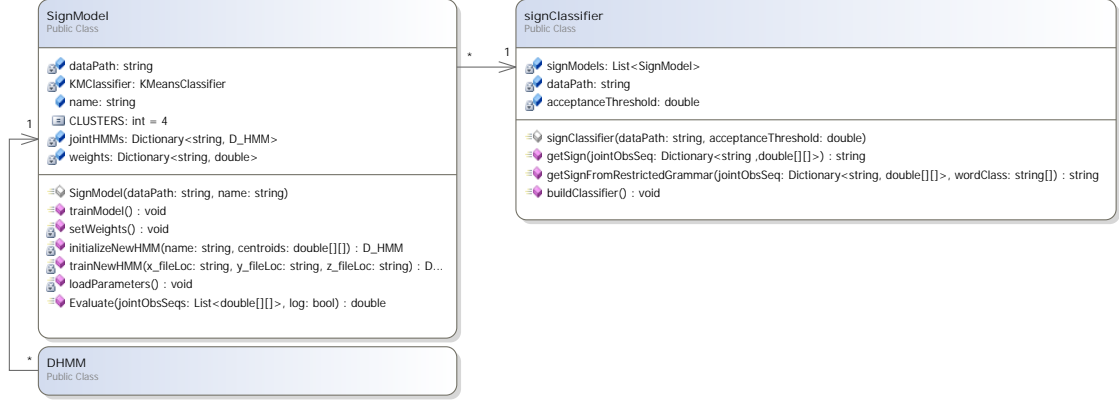 SignModel
Public Class
dataPath: string
KMClassifier: KMeansClassifier
name: string
CLUSTERS: int = 4
jointHMMs: Dictionary<string, D_HMM>
weights: Dictionary<string, double>
SignModel(dataPath: string, name: string)
trainModel() : void
setWeights() : void
initializeNewHMM(name: string, centroids: double[][]) : D_HMM
trainNewHMM(x_fileLoc: string, y_fileLoc: string, z_fileLoc: string) : D...
loadParameters() : void
Evaluate(jointObsSeqs: List<double[][]>, log: bool) : double
* 1
signClassifier
Public Class
signModels: List<SignModel>
dataPath: string
acceptanceThreshold: double
signClassifier(dataPath: string, acceptanceThreshold: double)
getSign(jointObsSeq: Dictionary<string ,double[][]>) : string
getSignFromRestrictedGrammar(jointObsSeq: Dictionary<string, double[][]>, wordClass: string[]) : string
buildClassifier() : void
1
*
DHMM
Public Class